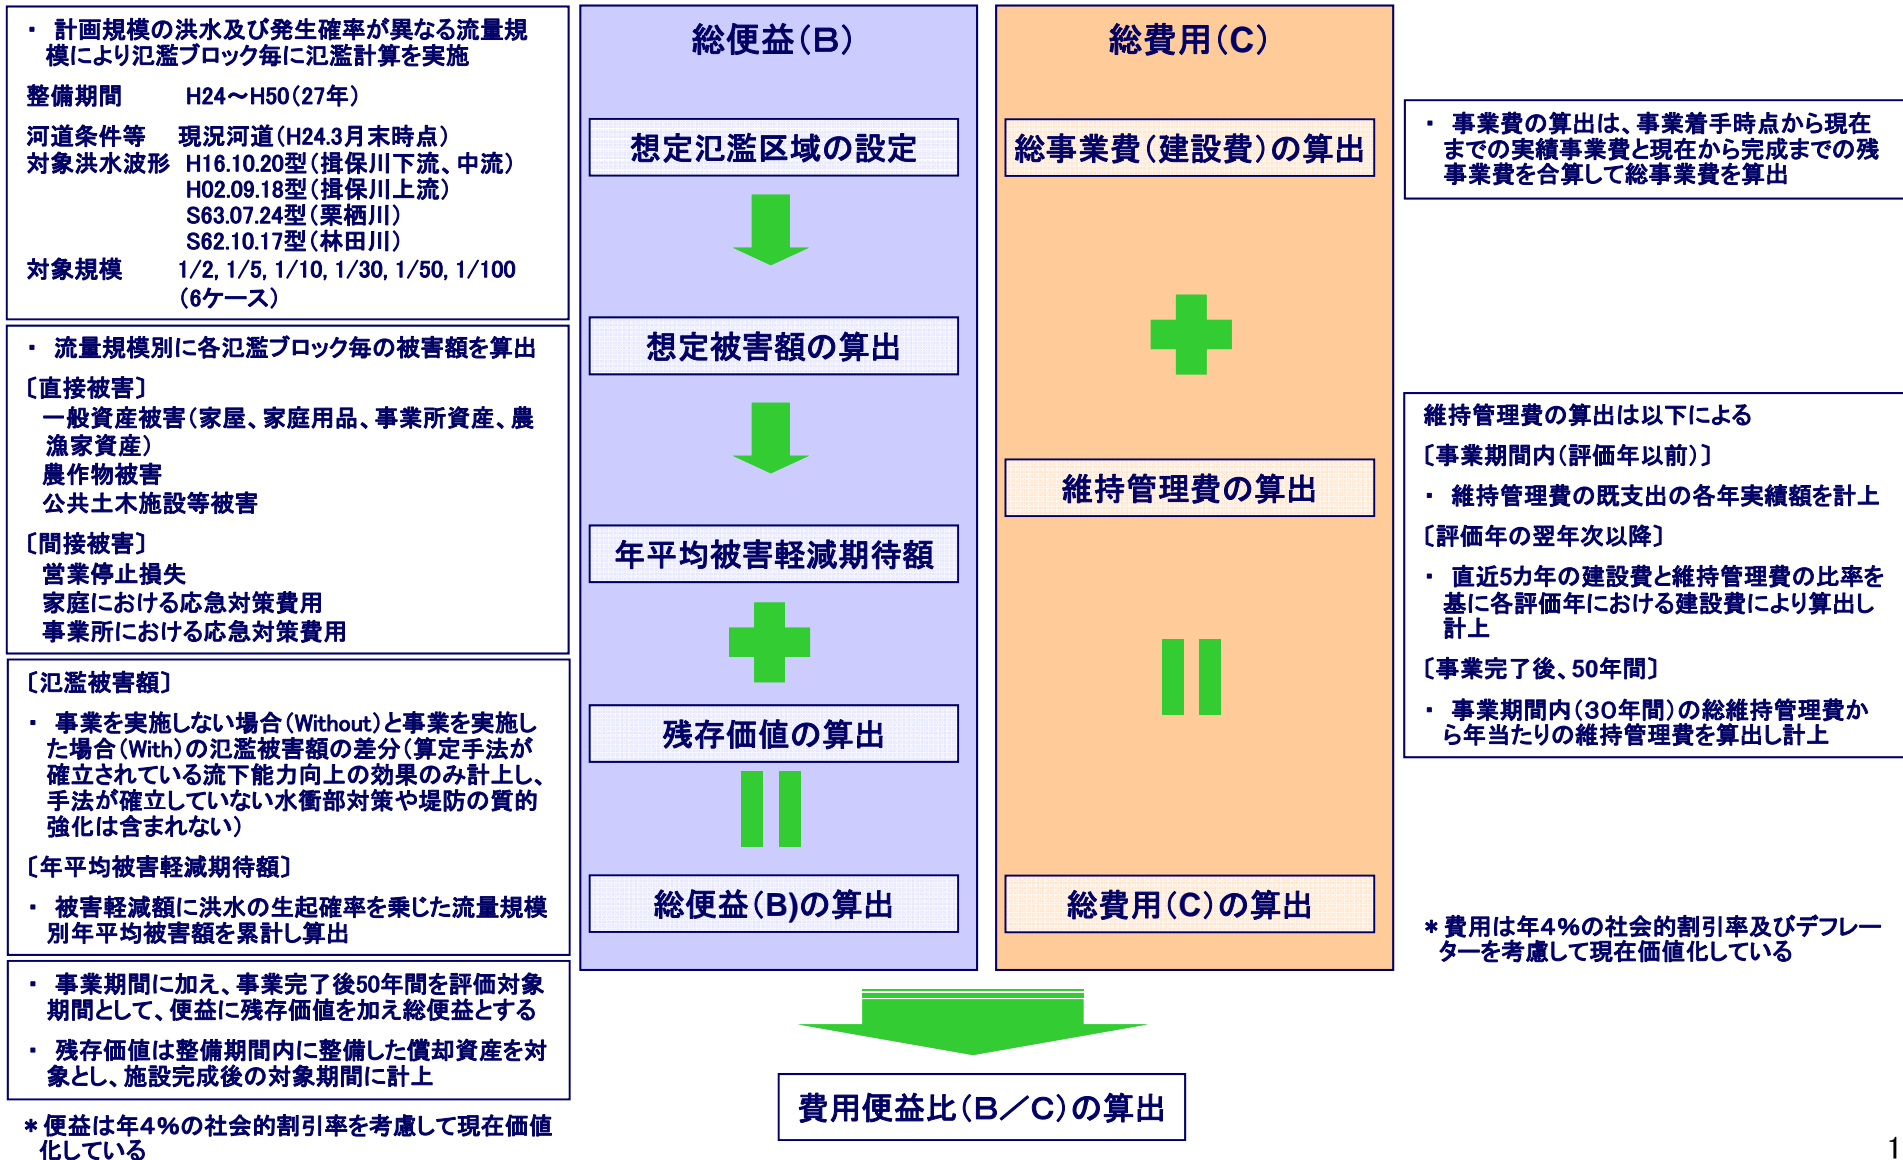 ・ 計画規模の洪水及び発生確率が異なる流量規
模により氾濫ブロック毎に氾濫計算を実施
整備期間 H24～H50(27年)
河道条件等 現況河道(H24.3月末時点)
対象洪水波形 H16.10.20型(揖保川下流、中流)
H02.09.18型(揖保川上流)
S63.07.24型(栗栖川)
S62.10.17型(林田川)
対象規模 1/2, 1/5, 1/10, 1/30, 1/50, 1/100
(6ケース)
・ 流量規模別に各氾濫ブロック毎の被害額を算出
〔直接被害〕
一般資産被害(家屋、家庭用品、事業所資産、農
漁家資産)
農作物被害
公共土木施設等被害
〔間接被害〕
営業停止損失
家庭における応急対策費用
事業所における応急対策費用
〔氾濫被害額〕
・ 事業を実施しない場合(Without)と事業を実施し
た場合(With)の氾濫被害額の差分(算定手法が
確立されている流下能力向上の効果のみ計上し、
手法が確立していない水衝部対策や堤防の質的
強化は含まれない)
〔年平均被害軽減期待額〕
・ 被害軽減額に洪水の生起確率を乗じた流量規模
別年平均被害額を累計し算出
・ 事業期間に加え、事業完了後50年間を評価対象
期間として、便益に残存価値を加え総便益とする
・ 残存価値は整備期間内に整備した償却資産を対
象とし、施設完成後の対象期間に計上
＊便益は年4％の社会的割引率を考慮して現在価値
化している
総便益(B)
想定氾濫区域の設定
想定被害額の算出
年平均被害軽減期待額
残存価値の算出
総便益(B)の算出
総費用(C)
総事業費(建設費)の算出
維持管理費の算出
総費用(C)の算出
費用便益比(B／C)の算出
・ 事業費の算出は、事業着手時点から現在
までの実績事業費と現在から完成までの残
事業費を合算して総事業費を算出
維持管理費の算出は以下による
〔事業期間内(評価年以前)〕
・ 維持管理費の既支出の各年実績額を計上
〔評価年の翌年次以降〕
・ 直近5カ年の建設費と維持管理費の比率を
基に各評価年における建設費により算出し
計上
〔事業完了後、50年間〕
・ 事業期間内(30年間)の総維持管理費か
ら年当たりの維持管理費を算出し計上
＊費用は年4％の社会的割引率及びデフレー
ターを考慮して現在価値化している
1